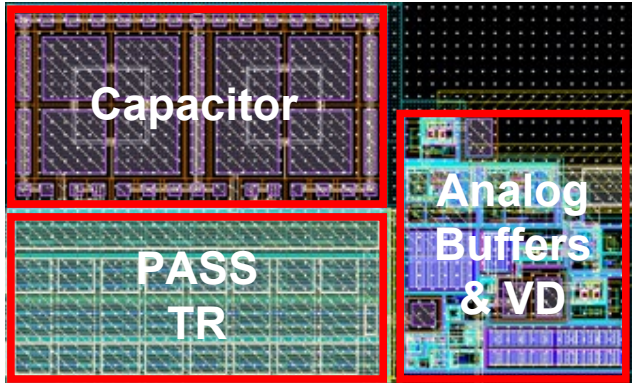 Capacitor
PASS
TR
Analog
Buffers
& VD